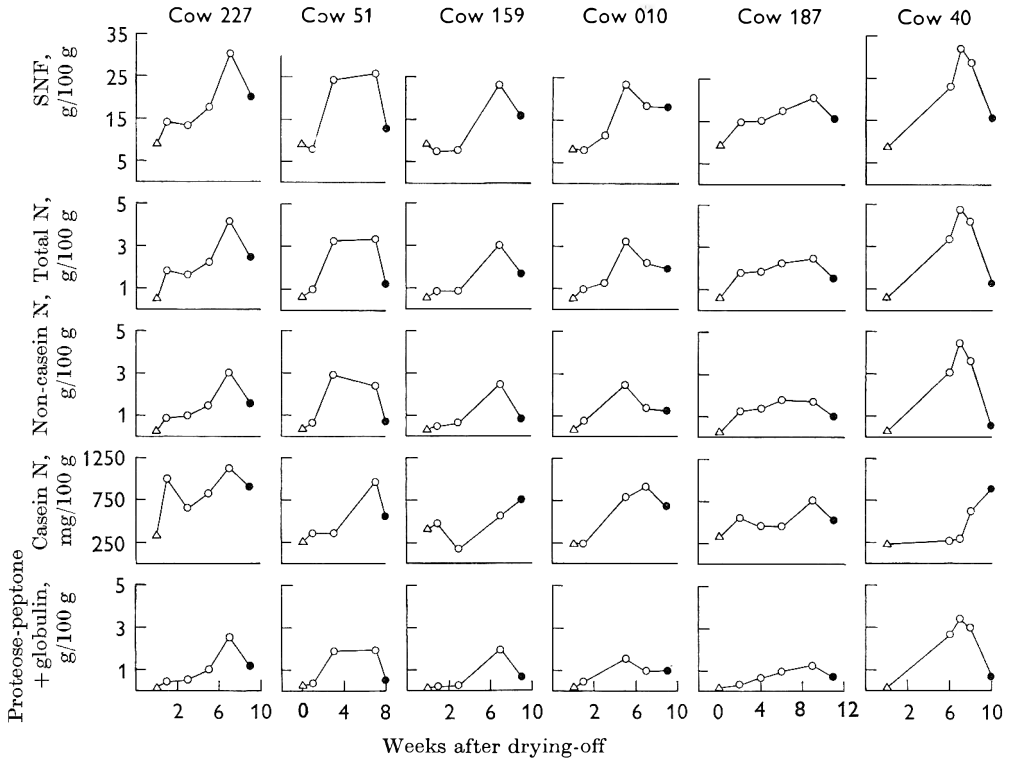 Cow 227 Cow 51 Cow 159 Cow 010 Cow 187 Cow 40
SNF,
g/100 g
35
25
15
5
Total N,
g/100 g
5
3
1
Non-casein N,
g/100 g
5
3
1
Casein N,
mg/100 g
1250
750
250
Proteose-peptone
+globulin,
g/100 g
5
3
1
2 6 10 0 4 8 2 6 10 2 6 10 0 4 8 12 2 6 10
Weeks after drying-off